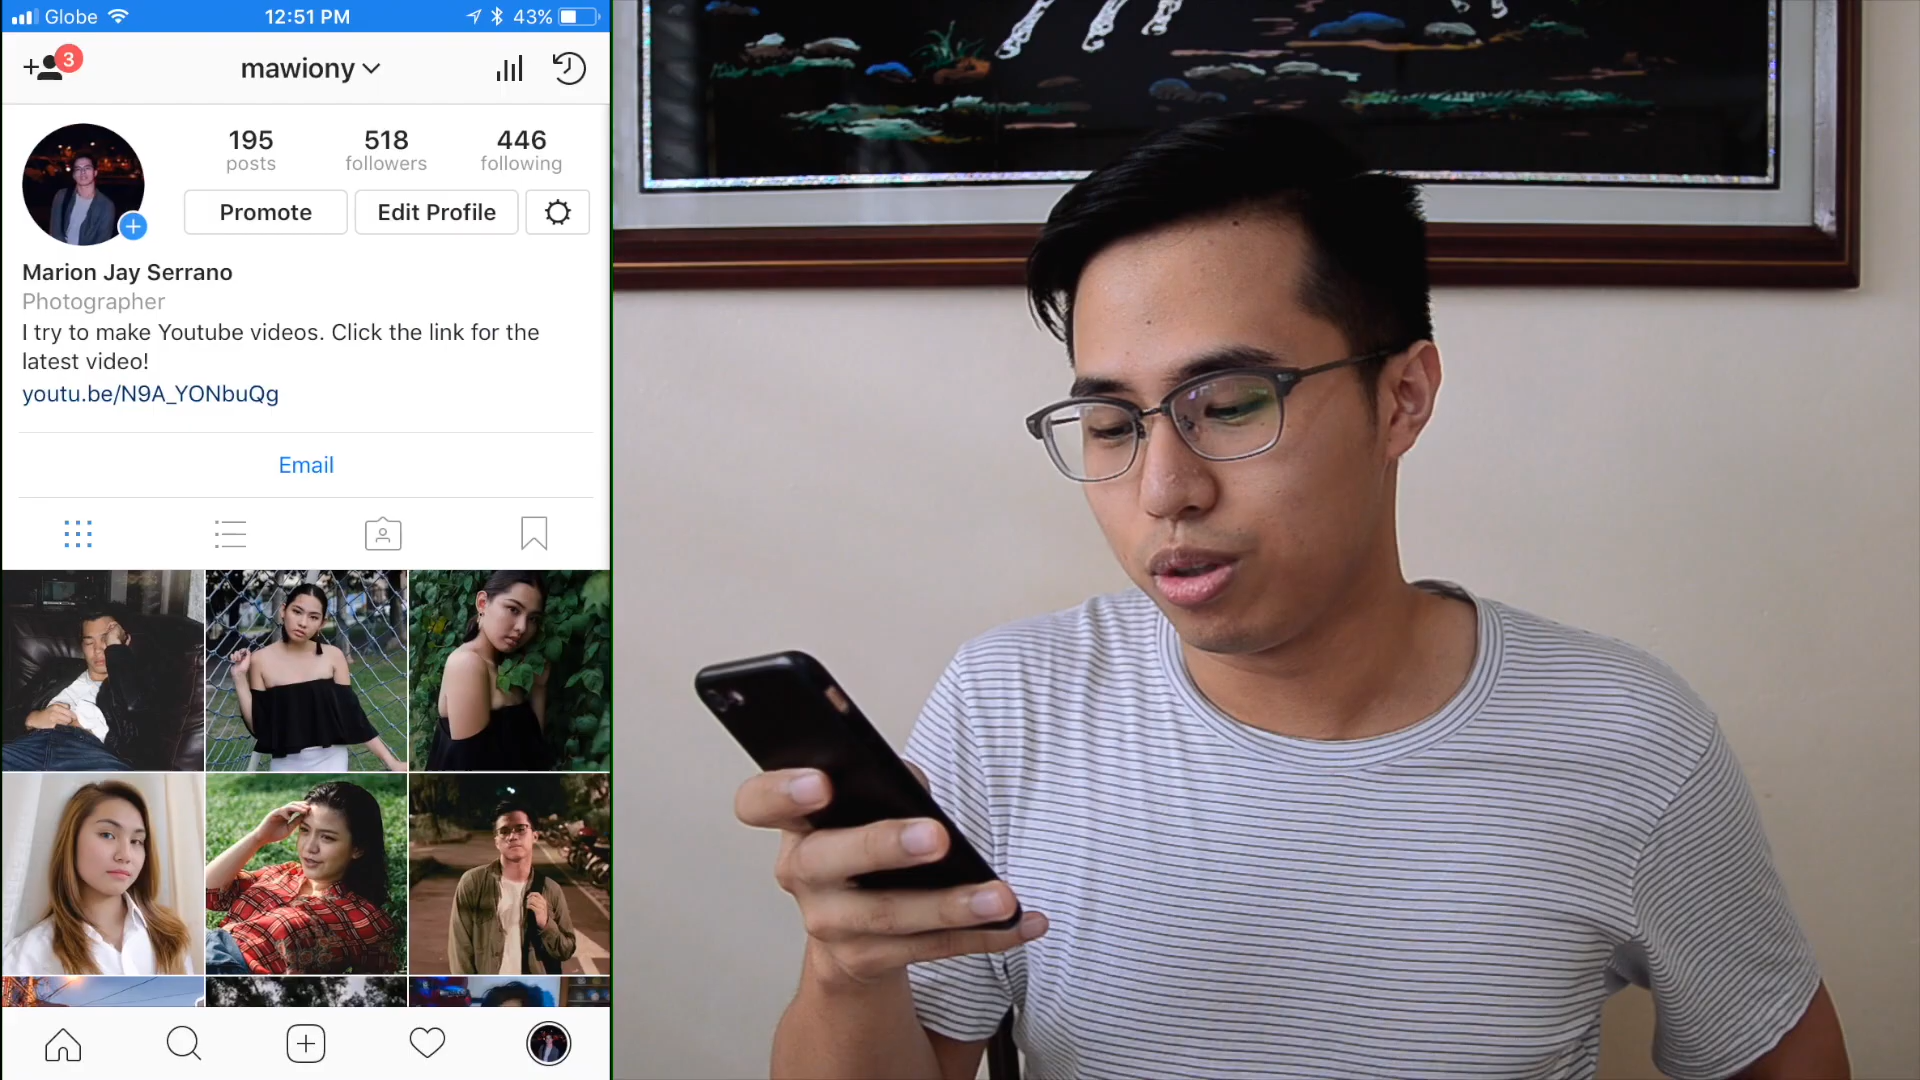 Globe 12:51 PM 43%
3
mawiony
195 518 446
posts followers following
Promote Edit Profile
Marion Jay Serrano
Photographer
I try to make Youtube videos. Click the link for the
latest video!
youtu.be/N9A_YONbuQg
Email